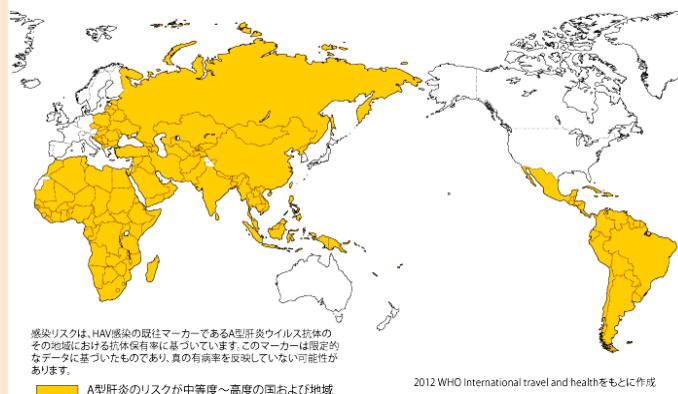 感染リスクは、HAV感染の既往マーカーであるA型肝炎ウイルス抗体の
その地域における抗体保有率に基づいています。このマーカーは限定的
なデータに基づいたものであり、真の有病率を反映していない可能性が
あります。
A型肝炎のリスクが中等度～高度の国および地域
2012 WHO International travel and healthをもとに作成